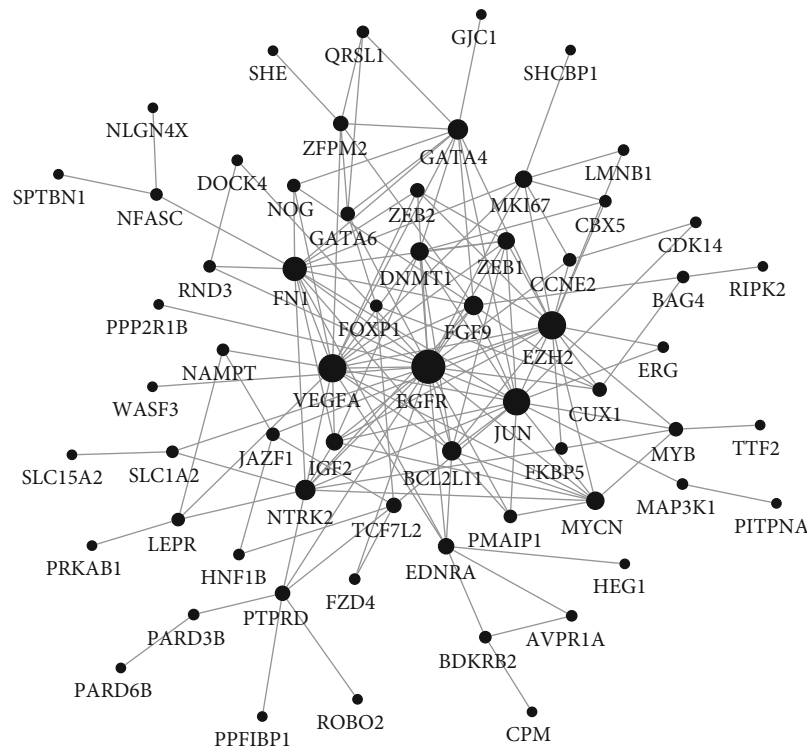 GJC1
QRSL1
SHE
SHCBP1
NLGN4X
ZFPM2
GATA4
LMNB1
SPTBN1
DOCK4
NFASC
NOG
ZEB2
MKI67
CBX5
GATA6
CDK14
DNMT1
ZEB1
CCNE2
RND3
FN1
BAG4
RIPK2
PPP2R1B
FOXP1
FGF9
EZH2
NAMPT
ERG
WASF3
VEGFA
EGFR
CUX1
JUN
MYB
TTF2
SLC15A2
SLC1A2
JAZF1
IGF2
BCL2L11
FKBP5
MAP3K1
PITPNA
NTRK2
TCF7L2
PMAIP1
MYCN
LEPR
PRKAB1
HNF1B
EDNRA
HEG1
FZD4
PTPRD
PARD3B
AVPR1A
BDKRB2
PARD6B
ROBO2
CPM
PPFIBP1